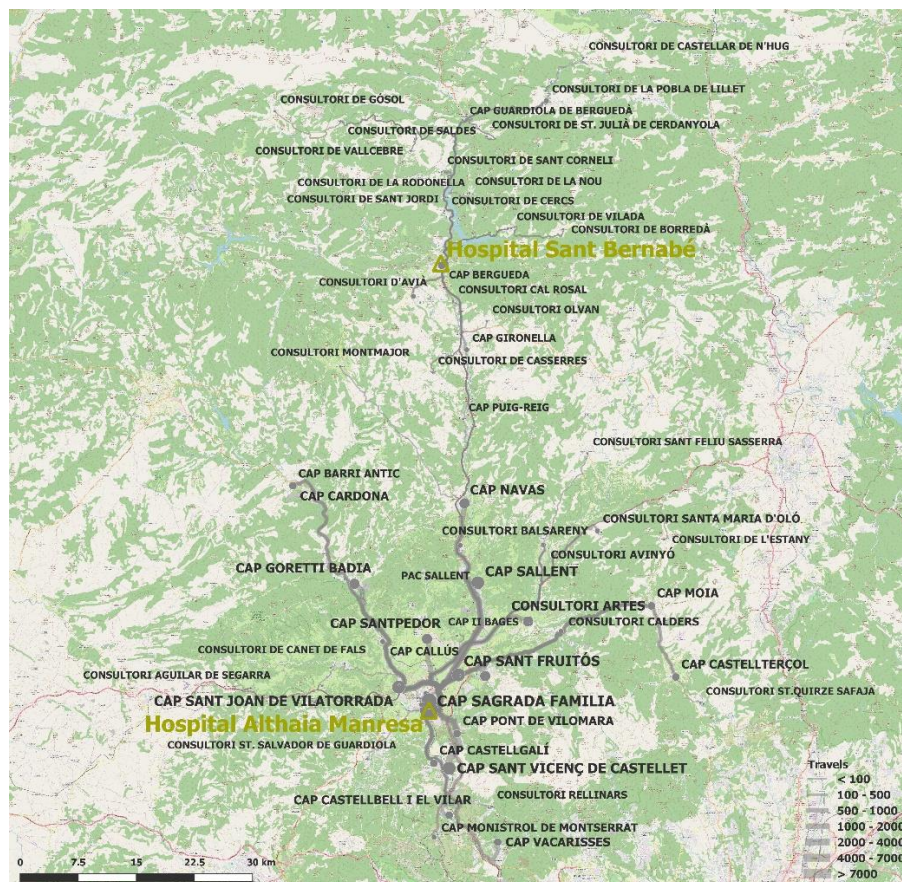 CONSULTORI DE CASTELLAR DE N'HUG
CONSULTORI DE LA POBLA DE LILLET
CONSULTORI DE GÓSOL
CAP GUARDIOLA DE BERGUEDÀ
CONSULTORI DE ST. JULIÀ DE CERDANYOLA
CONSULTORI DE SALDES
CONSULTORI DE VALLCEBRE
CONSULTORI DE SANT CORNELI
CONSULTORI DE LA RODONELLA
CONSULTORI DE LA NOU
CONSULTORI DE SANT JORDI
CONSULTORI DE CERCS
CONSULTORI DE VILADA
CONSULTORI DE BORREDÀ
Hospital Sant Bernabé
CAP BERGUEDA
CONSULTORI D'AVIÀ
CONSULTORI CAL ROSAL
CONSULTORI OLVAN
CAP GIRONELLA
CONSULTORI MONTMAJOR
CONSULTORI DE CASSERRES
CAP PUIG-REIG
CONSULTORI SANT FELIU SASSERRA
CAP BARRI ANTIC
CAP CARDONA
CAP NAVAS
CONSULTORI SANTA MARIA D'OLÓ
CONSULTORI BALSARENY
CONSULTORI DE L'ESTANY
CONSULTORI AVINYÓ
CAP GORETTI BADIA
PAC SALLENT
CAP SALLENT
CAP MOIÀ
CONSULTORI ARTES
CAP SANTPEDOR
CAP II BAGES
CONSULTORI CALDERS
CONSULTORI DE CANET DE FALS
CAP CALLÚS
CAP SANT FRUITÓS
CAP CASTELLTERÇOL
CONSULTORI AGUILAR DE SEGARRA
CONSULTORI ST.QUIRZE SAFAJA
CAP SANT JOAN DE VILATORRADA
CAP SAGRADA FAMILIA
Hospital Althaia Manresa
CAP PONT DE VILOMARA
CONSULTORI ST. SALVADOR DE GUARDIOLA
CAP CASTELLGALÍ
CAP SANT VICENÇ DE CASTELLET
CONSULTORI RELLINARS
CAP CASTELLBELL I EL VILAR
CAP MONISTROL DE MONTSERRAT
CAP VACARISSES
Travels
< 100
100 - 500
500 - 1000
1000 - 2000
2000 - 4000
4000 - 7000
> 7000
0 7.5 15 22.5 30 km